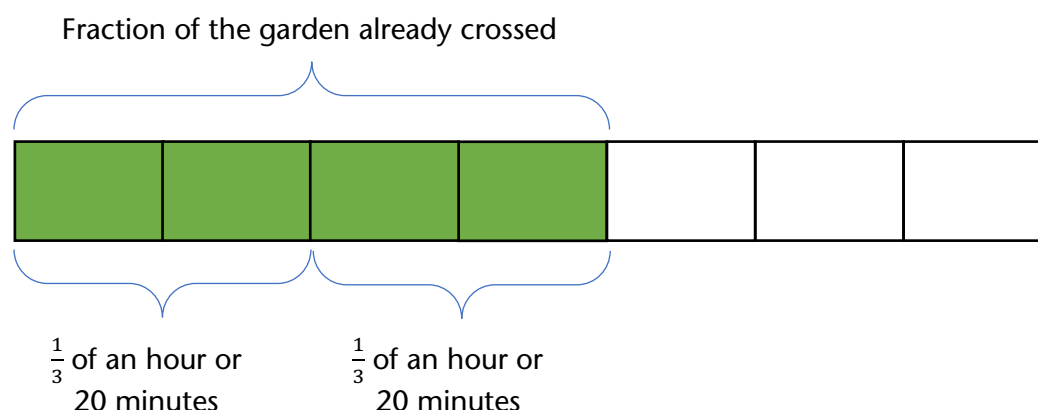 Fraction of the garden already crossed
1/3 of an hour or
20 minutes
1/3 of an hour or
20 minutes